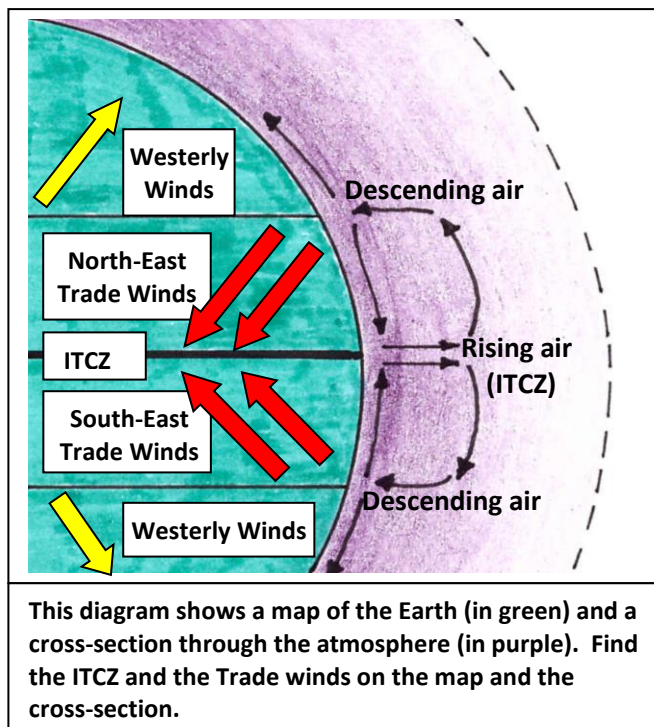 Westerly
Winds
Descending air
North-East
Trade Winds
ITCZ
Rising air
(ITCZ)
South-East
Trade Winds
Descending air
Westerly Winds
This diagram shows a map of the Earth (in green) and a
cross-section through the atmosphere (in purple).  Find
the ITCZ and the Trade winds on the map and the
cross-section.